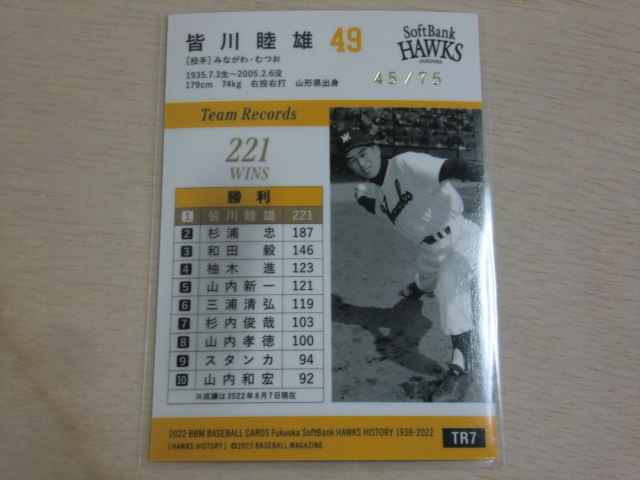 皆川睦雄 49
SoftBank
HAWKS
FUKUOKA
[投手] みながわ・むつお
1935.7.3生〜2005.2.6没
179cm 74kg 右投右打 山形県出身
45/75
Team Records
221
WINS
勝利
1 皆川睦雄 221
2 杉浦 忠 187
3 和田 毅 146
4 柚木 進 123
5 山内新一 121
6 三浦清弘 119
7 杉内俊哉 103
8 山内孝徳 100
9 スタンカ 94
10 山内和宏 92
※成績は2022年8月7日現在
Hawks
2022 BBM BASEBALL CARDS Fukuoka SoftBank HAWKS HISTORY 1938-2022
[HAWKS HISTORY] ©2022 BASEBALL MAGAZINE
TR7